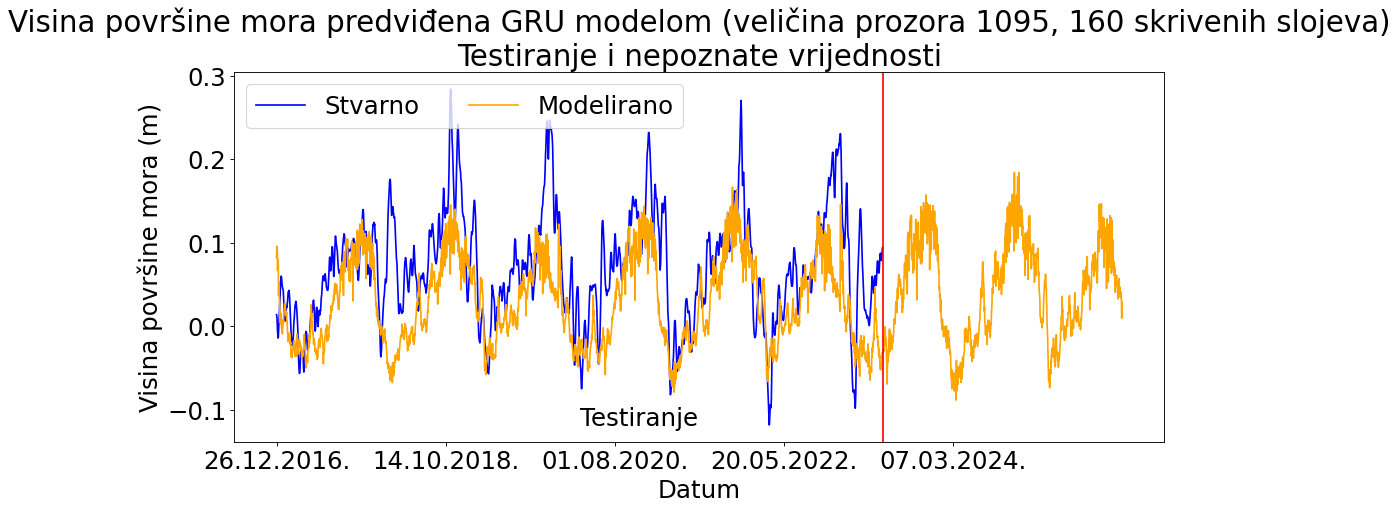 Visina površine mora predviđena GRU modelom (veličina prozora 1095, 160 skrivenih slojeva)
Testiranje i nepoznate vrijednosti
Stvarno Modelirano
Visina površine mora (m)
0.3
0.2
0.1
0.0
−0.1
Testiranje
26.12.2016. 14.10.2018. 01.08.2020. 20.05.2022. 07.03.2024.
Datum